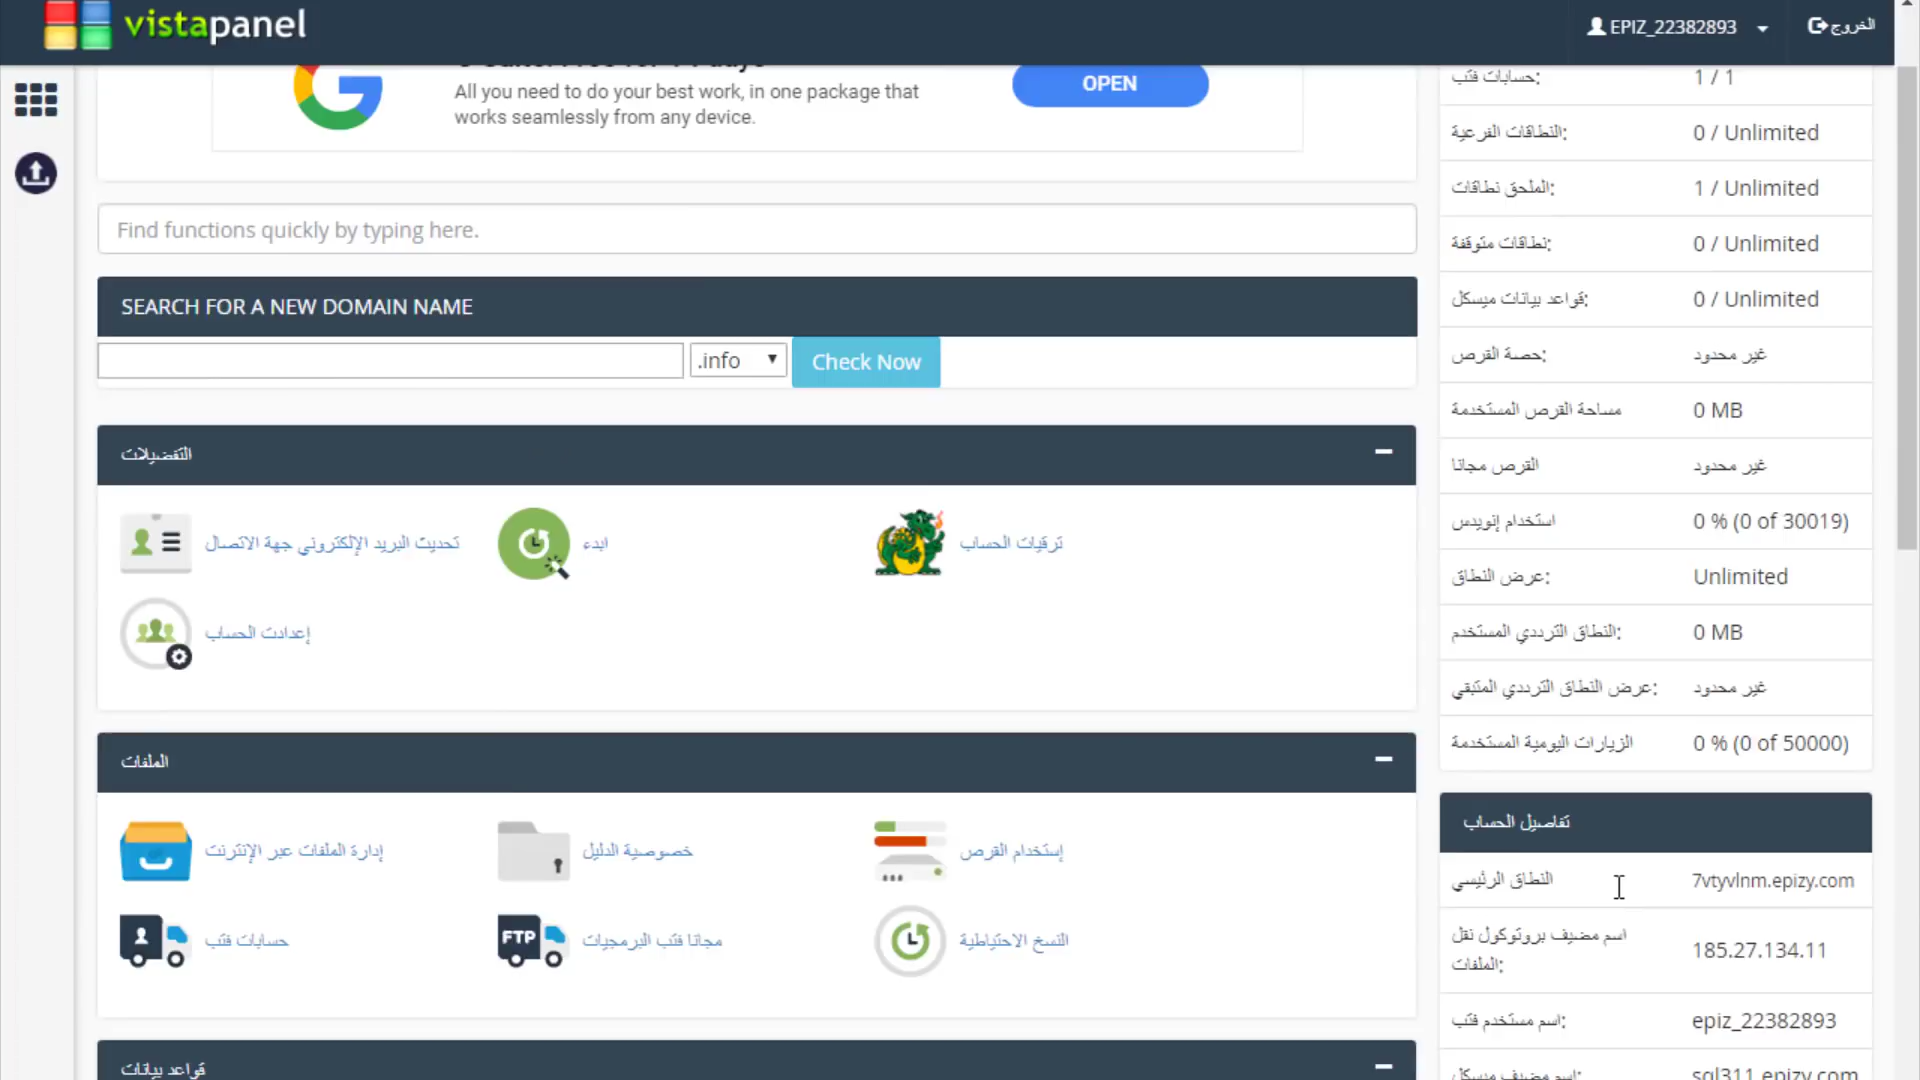 vistapanel
EPIZ_22382893
الخروج
All you need to do your best work, in one package that
works seamlessly from any device.
OPEN
Find functions quickly by typing here.
SEARCH FOR A NEW DOMAIN NAME
.info
Check Now
التفضيلات
تحديث البريد الإلكتروني جهة الاتصال
ابدء
ترقيات الحساب
إعدادت الحساب
الملفات
إدارة الملفات عبر الإنترنت
خصوصية الدليل
إستخدام القرص
حسابات فتب
FTP
مجانا فتب البرمجيات
النسخ الاحتياطية
قواعد بيانات
حسابات فتب:
1 / 1
النطاقات الفرعية:
0 / Unlimited
الملحق نطاقات:
1 / Unlimited
نطاقات متوقفة:
0 / Unlimited
قواعد بيانات ميسكل:
0 / Unlimited
حصة القرص:
غير محدود
مساحة القرص المستخدمة
0 MB
القرص مجانا
غير محدود
استخدام إنويدس
0 % (0 of 30019)
عرض النطاق:
Unlimited
النطاق الترددي المستخدم:
0 MB
عرض النطاق الترددي المتبقي:
غير محدود
الزيارات اليومية المستخدمة
0 % (0 of 50000)
تفاصيل الحساب
النطاق الرئيسي
7vtyvlnm.epizy.com
اسم مضيف بروتوكول نقل
الملفات:
185.27.134.11
اسم مستخدم فتب:
epiz_22382893
اسم مضيف ميسكل:
sql311.epizy.com